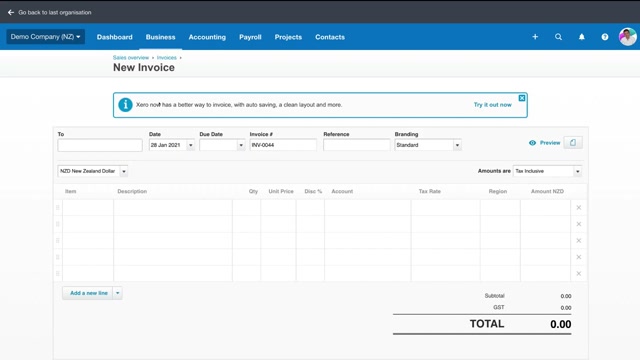 Go back to last organisation
Demo Company (NZ) Dashboard Business Accounting Payroll Projects Contacts
Sales overview › Invoices ›
New Invoice
Xero now has a better way to invoice, with auto saving, a clean layout and more. Try it out now
To Date Due Date Invoice # Reference Branding
28 Jan 2021 INV-0044 Standard Preview
NZD New Zealand Dollar Amounts are Tax Inclusive
Item Description Qty Unit Price Disc % Account Tax Rate Region Amount NZD
Add a new line
Subtotal 0.00
GST 0.00
TOTAL 0.00